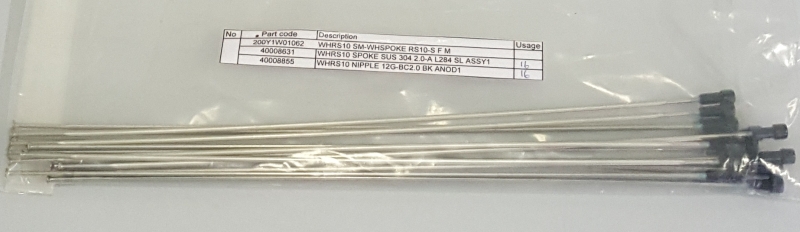 No Part code Description Usage
200Y1W01062 WHRS10 SM-WHSPOKE RS10-S F M
40008631 WHRS10 SPOKE SUS 304 2.0-A L284 SL ASSY1 16
40008855 WHRS10 NIPPLE 12G-BC2.0 BK ANOD1 16